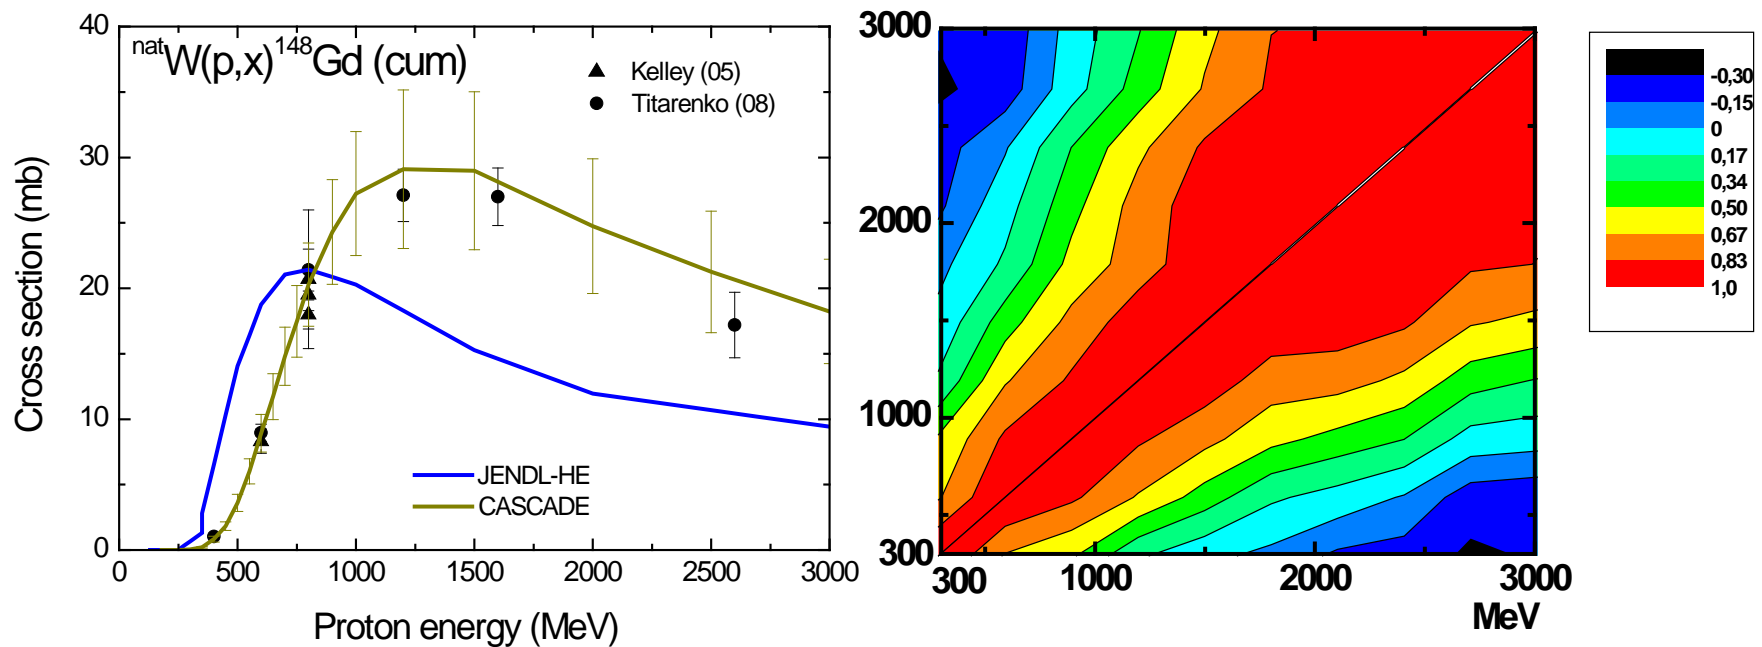 natW(p,x)148Gd (cum)
Kelley (05)
Titarenko (08)
JENDL-HE
CASCADE
Cross section (mb)
40
30
20
10
0
0 500 1000 1500 2000 2500 3000
Proton energy (MeV)
3000
2000
1000
300
300 1000 2000 3000
MeV
-0,30
-0,15
0
0,17
0,34
0,50
0,67
0,83
1,0